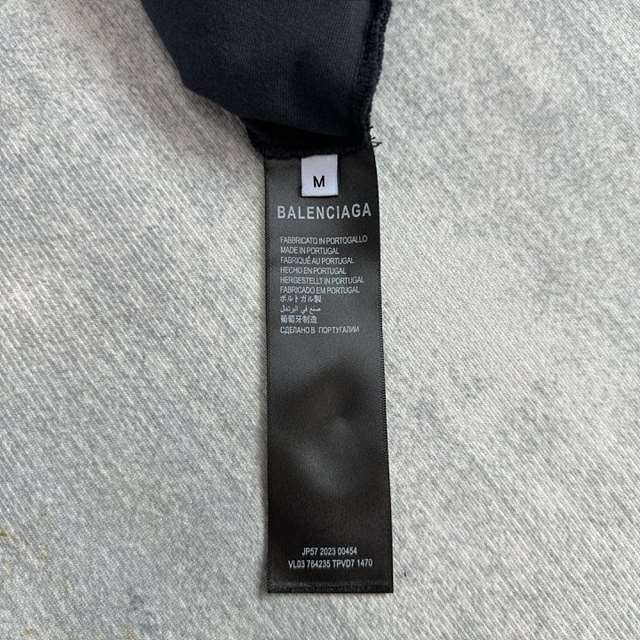 M
BALENCIAGA
FABBRICATO IN PORTOGALLO
MADE IN PORTUGAL
FABRIQUÉ AU PORTUGAL
HECHO EN PORTUGAL
HERGESTELLT IN PORTUGAL
FABRICADO EM PORTUGAL
ポルトガル製
صنع في البرتغال
葡萄牙制造
СДЕЛАНО В ПОРТУГАЛИИ
JP57 2023 00454
VL03 764235 TPVD7 1470